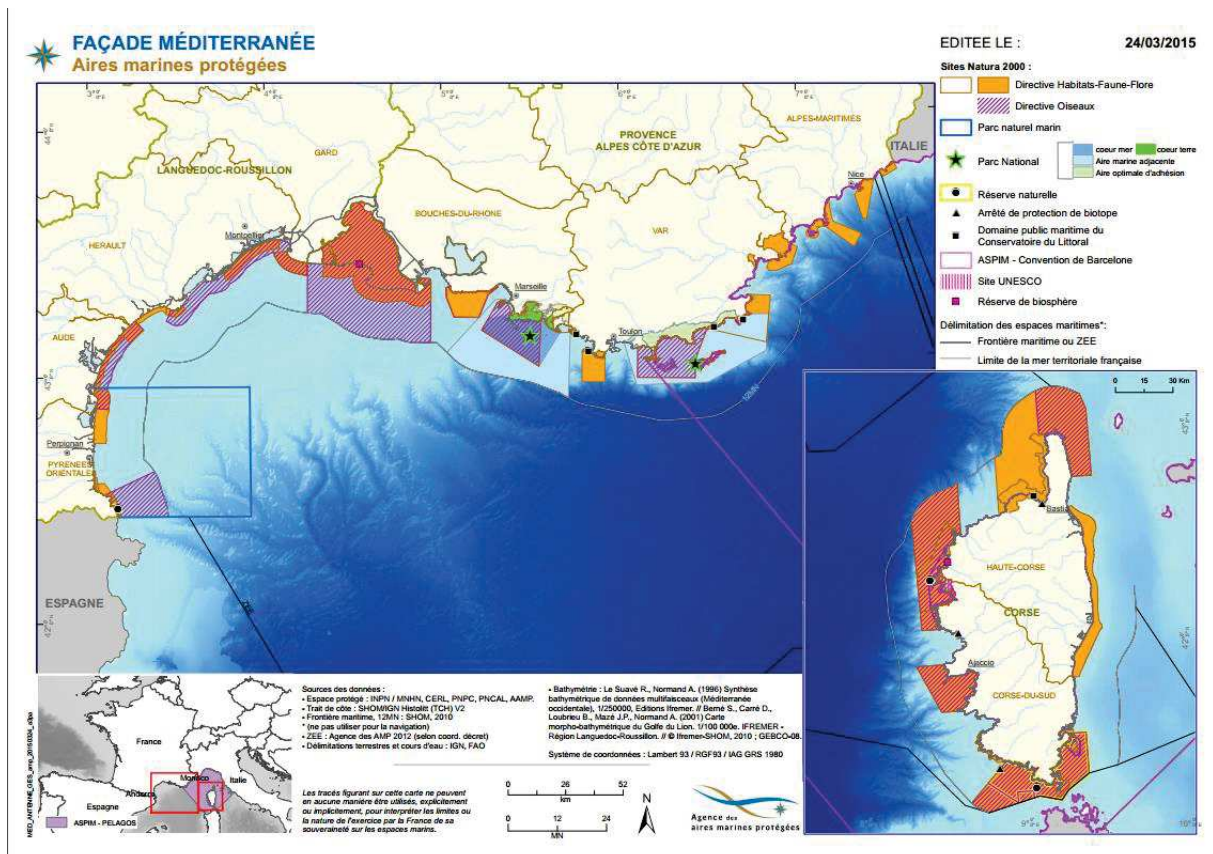 FAÇADE MÉDITERRANÉE
Aires marines protégées
EDITEE LE : 24/03/2015
Sites Natura 2000 :
Directive Habitats-Faune-Flore
Directive Oiseaux
Parc naturel marin
Parc National
coeur mer
coeur terre
Aire marine adjacente
Aire optimale d'adhésion
Réserve naturelle
Arrêté de protection de biotope
Domaine public maritime du
Conservatoire du Littoral
ASPIM - Convention de Barcelone
Site UNESCO
Réserve de biosphère
Délimitation des espaces maritimes*:
Frontière maritime ou ZEE
Limite de la mer territoriale française
ALPES-MARITIMES
PROVENCE
ALPES CÔTE D'AZUR
ITALIE
GARD
LANGUEDOC-ROUSSILLON
Nice
BOUCHES-DU-RHONE
VAR
HERAULT
Montpellier
Marseille
Toulon
AUDE
12MN
Perpignan
PYRENEES
ORIENTALES
ESPAGNE
ZEE
0 15 30 Km
Bastia
HAUTE-CORSE
CORSE
Ajaccio
CORSE-DU-SUD
France
Monaco
Andorre
Italie
Espagne
ASPIM - PELAGOS
Sources des données :
• Espace protégé : INPN / MNHN, CERL, PNPC, PNCAL, AAMP.
• Trait de côte : SHOM/IGN Histolitt (TCH) V2
• Frontière maritime, 12MN : SHOM, 2010
* (ne pas utiliser pour la navigation)
• ZEE : Agence des AMP 2012 (selon coord. décret)
• Délimitations terrestres et cours d'eau : IGN, FAO
• Bathymétrie : Le Suavé R., Normand A. (1996) Synthèse
bathymétrique de données multifaisceaux (Méditerranée
occidentale), 1/250000, Editions Ifremer. // Berné S., Carré D.,
Loubrieu B., Mazé J.P., Normand A. (2001) Carte
morpho-bathymétrique du Golfe du Lion. 1/100 000e. IFREMER -
Région Languedoc-Roussillon. // © Ifremer-SHOM, 2010 ; GEBCO-08.
Système de coordonnées : Lambert 93 / RGF93 / IAG GRS 1980
Les tracés figurant sur cette carte ne peuvent
en aucune manière être utilisés, explicitement
ou implicitement, pour interpréter les limites ou
la nature de l'exercice par la France de sa
souveraineté sur les espaces marins.
0 26 52
km
0 12 24
MN
N
Agence des
aires marines protégées